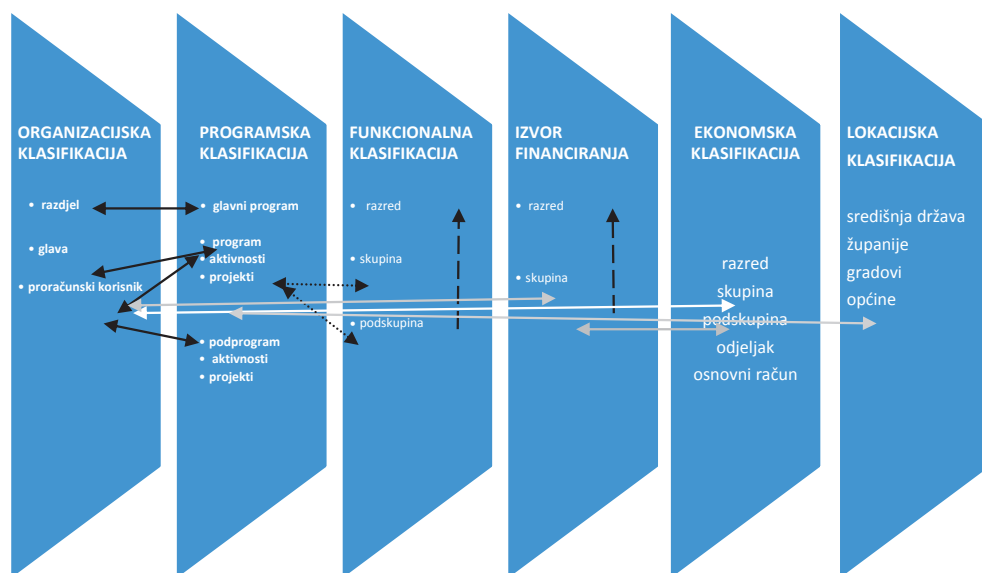 ORGANIZACIJSKA
KLASIFIKACIJA
• razdjel
• glava
• proračunski korisnik
PROGRAMSKA
KLASIFIKACIJA
• glavni program
• program
• aktivnosti
• projekti
• podprogram
• aktivnosti
• projekti
FUNKCIONALNA
KLASIFIKACIJA
• razred
• skupina
• podskupina
IZVOR
FINANCIRANJA
• razred
• skupina
EKONOMSKA
KLASIFIKACIJA
razred
skupina
podskupina
odjeljak
osnovni račun
LOKACIJSKA
KLASIFIKACIJA
središnja država
županije
gradovi
općine